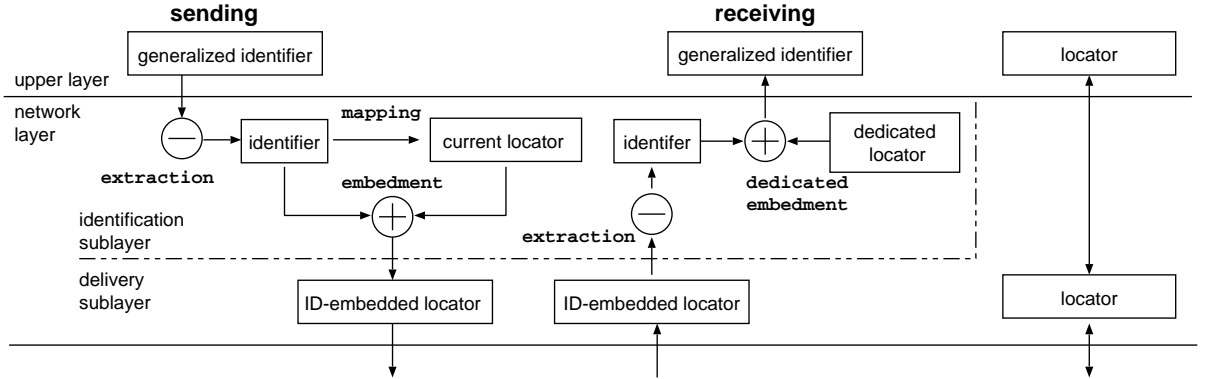 sending
receiving
generalized identifier
generalized identifier
locator
upper layer
network
layer
mapping
identifier
current locator
identifer
dedicated
locator
extraction
embedment
dedicated
embedment
identification
sublayer
extraction
delivery
sublayer
ID-embedded locator
ID-embedded locator
locator